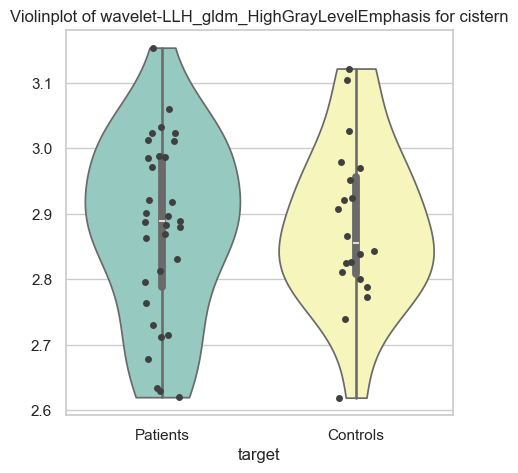 Violinplot of wavelet-LLH_gldm_HighGrayLevelEmphasis for cistern
3.1
3.0
2.9
2.8
2.7
2.6
Patients Controls
target